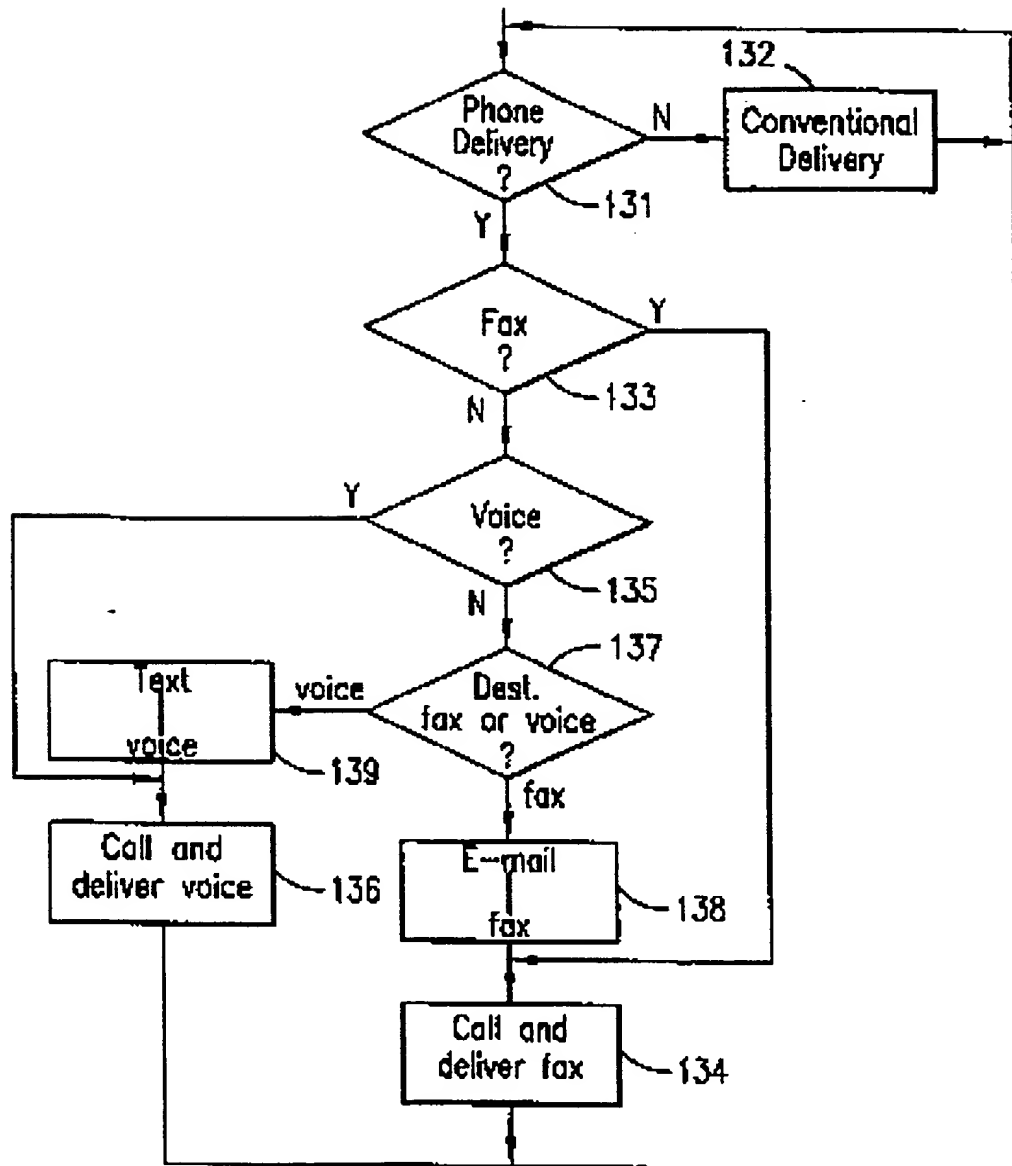 132
Phone
Delivery
?
N
Conventional
Delivery
131
Y
Fax
?
Y
133
N
Voice
?
Y
135
N
137
Dest.
fax or voice
?
voice
Text
voice
139
fax
Call and
deliver voice
136
E-mail
fax
138
Call and
deliver fax
134